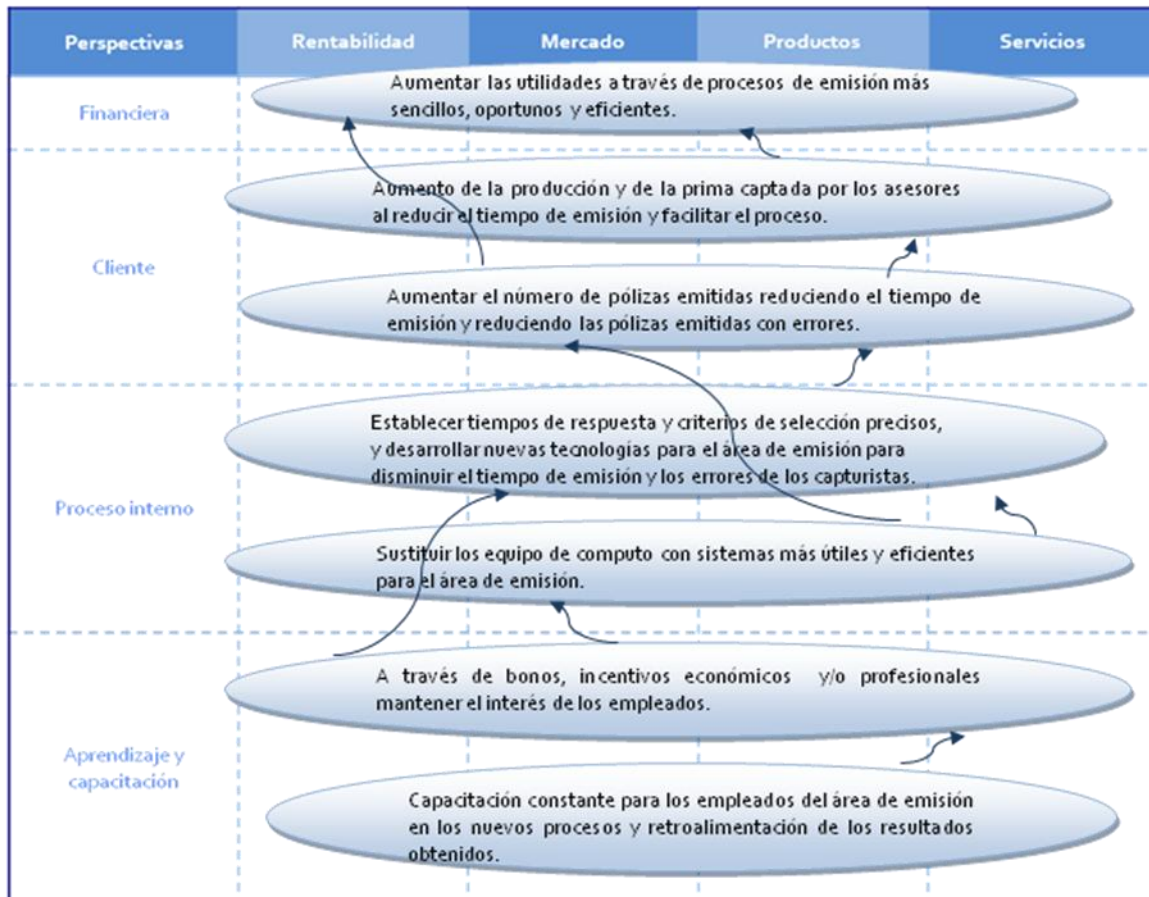 Perspectivas Rentabilidad Mercado Productos Servicios
Financiera
Aumentar las utilidades a través de procesos de emisión más
sencillos, oportunos y eficientes.
Cliente
Aumento de la producción y de la prima captada por los asesores
al reducir el tiempo de emisión y facilitar el proceso.
Aumentar el número de pólizas emitidas reduciendo el tiempo de
emisión y reduciendo las pólizas emitidas con errores.
Proceso interno
Establecer tiempos de respuesta y criterios de selección precisos,
y desarrollar nuevas tecnologías para el área de emisión para
disminuir el tiempo de emisión y los errores de los capturistas.
Sustituir los equipo de computo con sistemas más útiles y eficientes
para el área de emisión.
Aprendizaje y
capacitación
A través de bonos, incentivos económicos y/o profesionales
mantener el interés de los empleados.
Capacitación constante para los empleados del área de emisión
en los nuevos procesos y retroalimentación de los resultados
obtenidos.